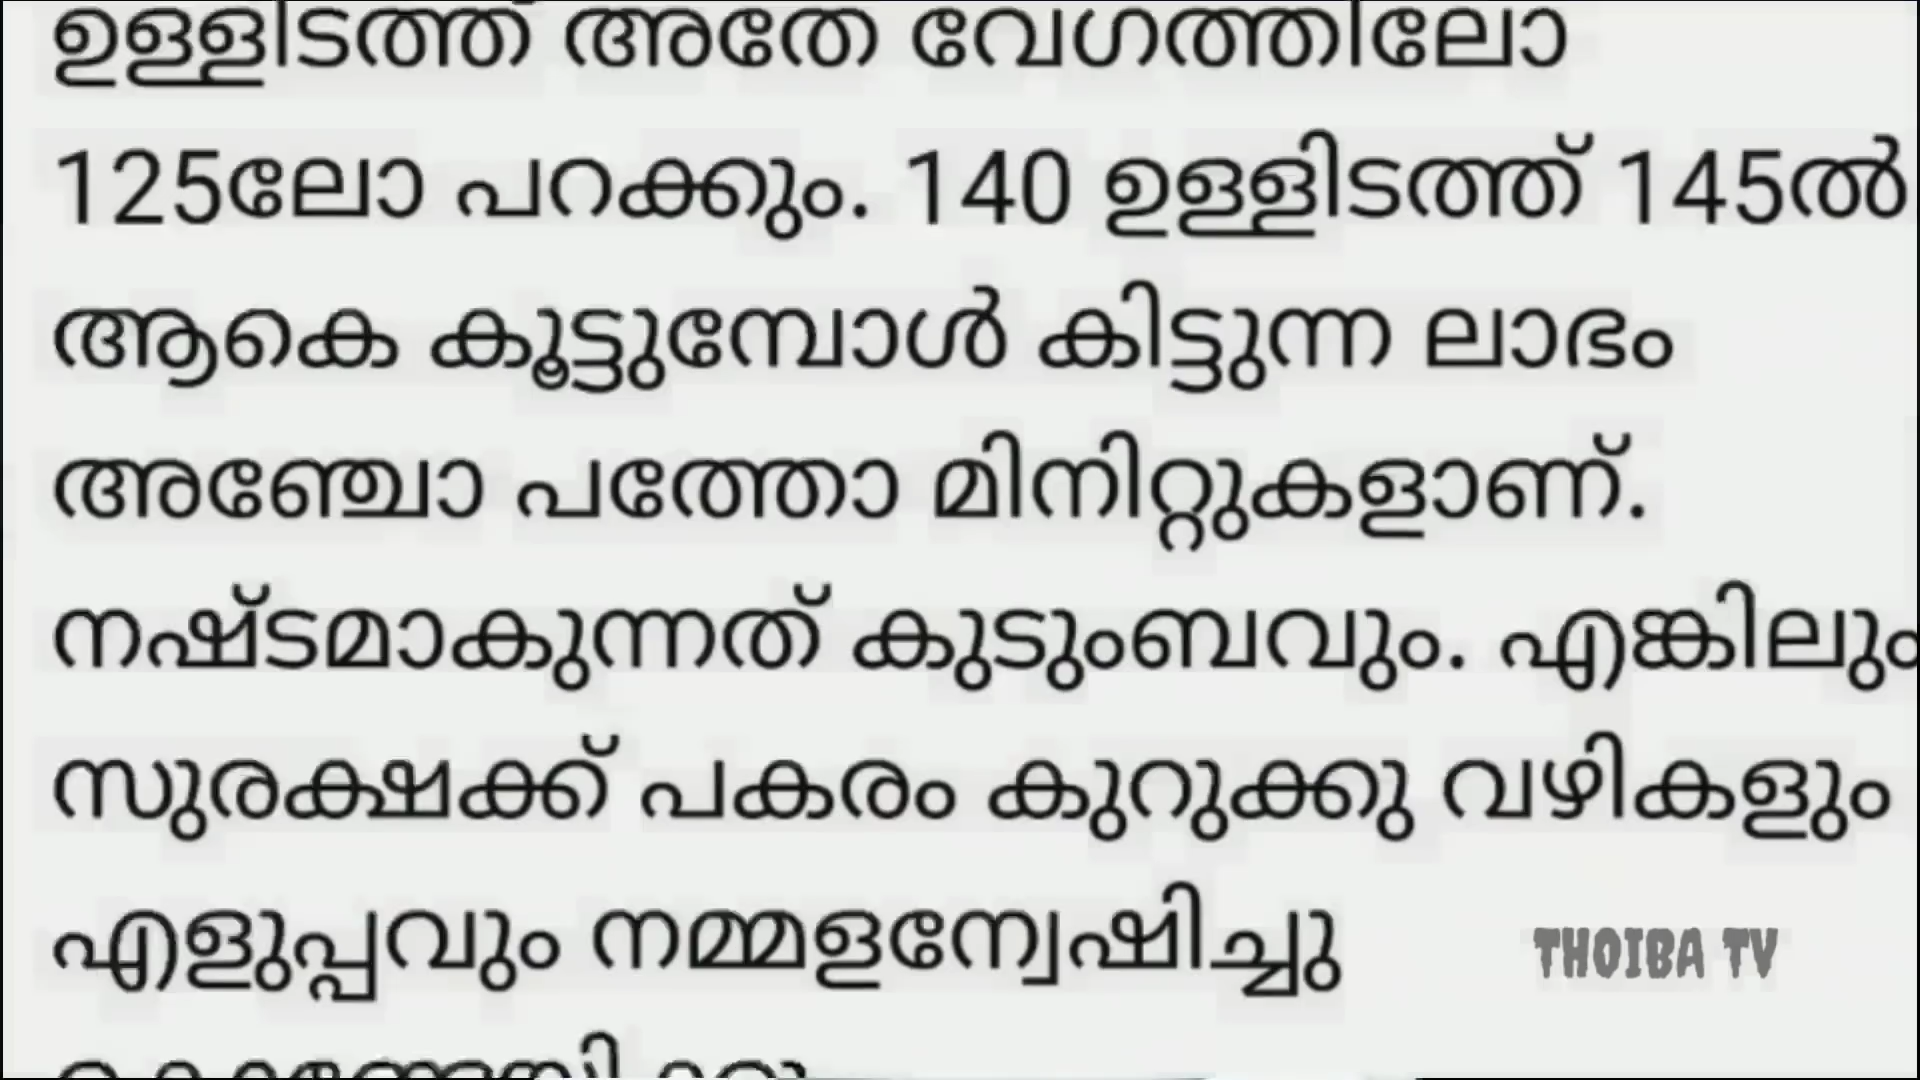 ഉള്ളിടത്ത് അതേ വേഗത്തിലോ
125ലോ പറക്കും. 140 ഉള്ളിടത്ത് 145ൽ
ആകെ കൂട്ടുമ്പോൾ കിട്ടുന്ന ലാഭം
അഞ്ചോ പത്തോ മിനിറ്റുകളാണ്.
നഷ്ടമാകുന്നത് കുടുംബവും. എങ്കിലും
സുരക്ഷക്ക് പകരം കുറുക്കു വഴികളും
എളുപ്പവും നമ്മളന്വേഷിച്ചു
THOIBA TV